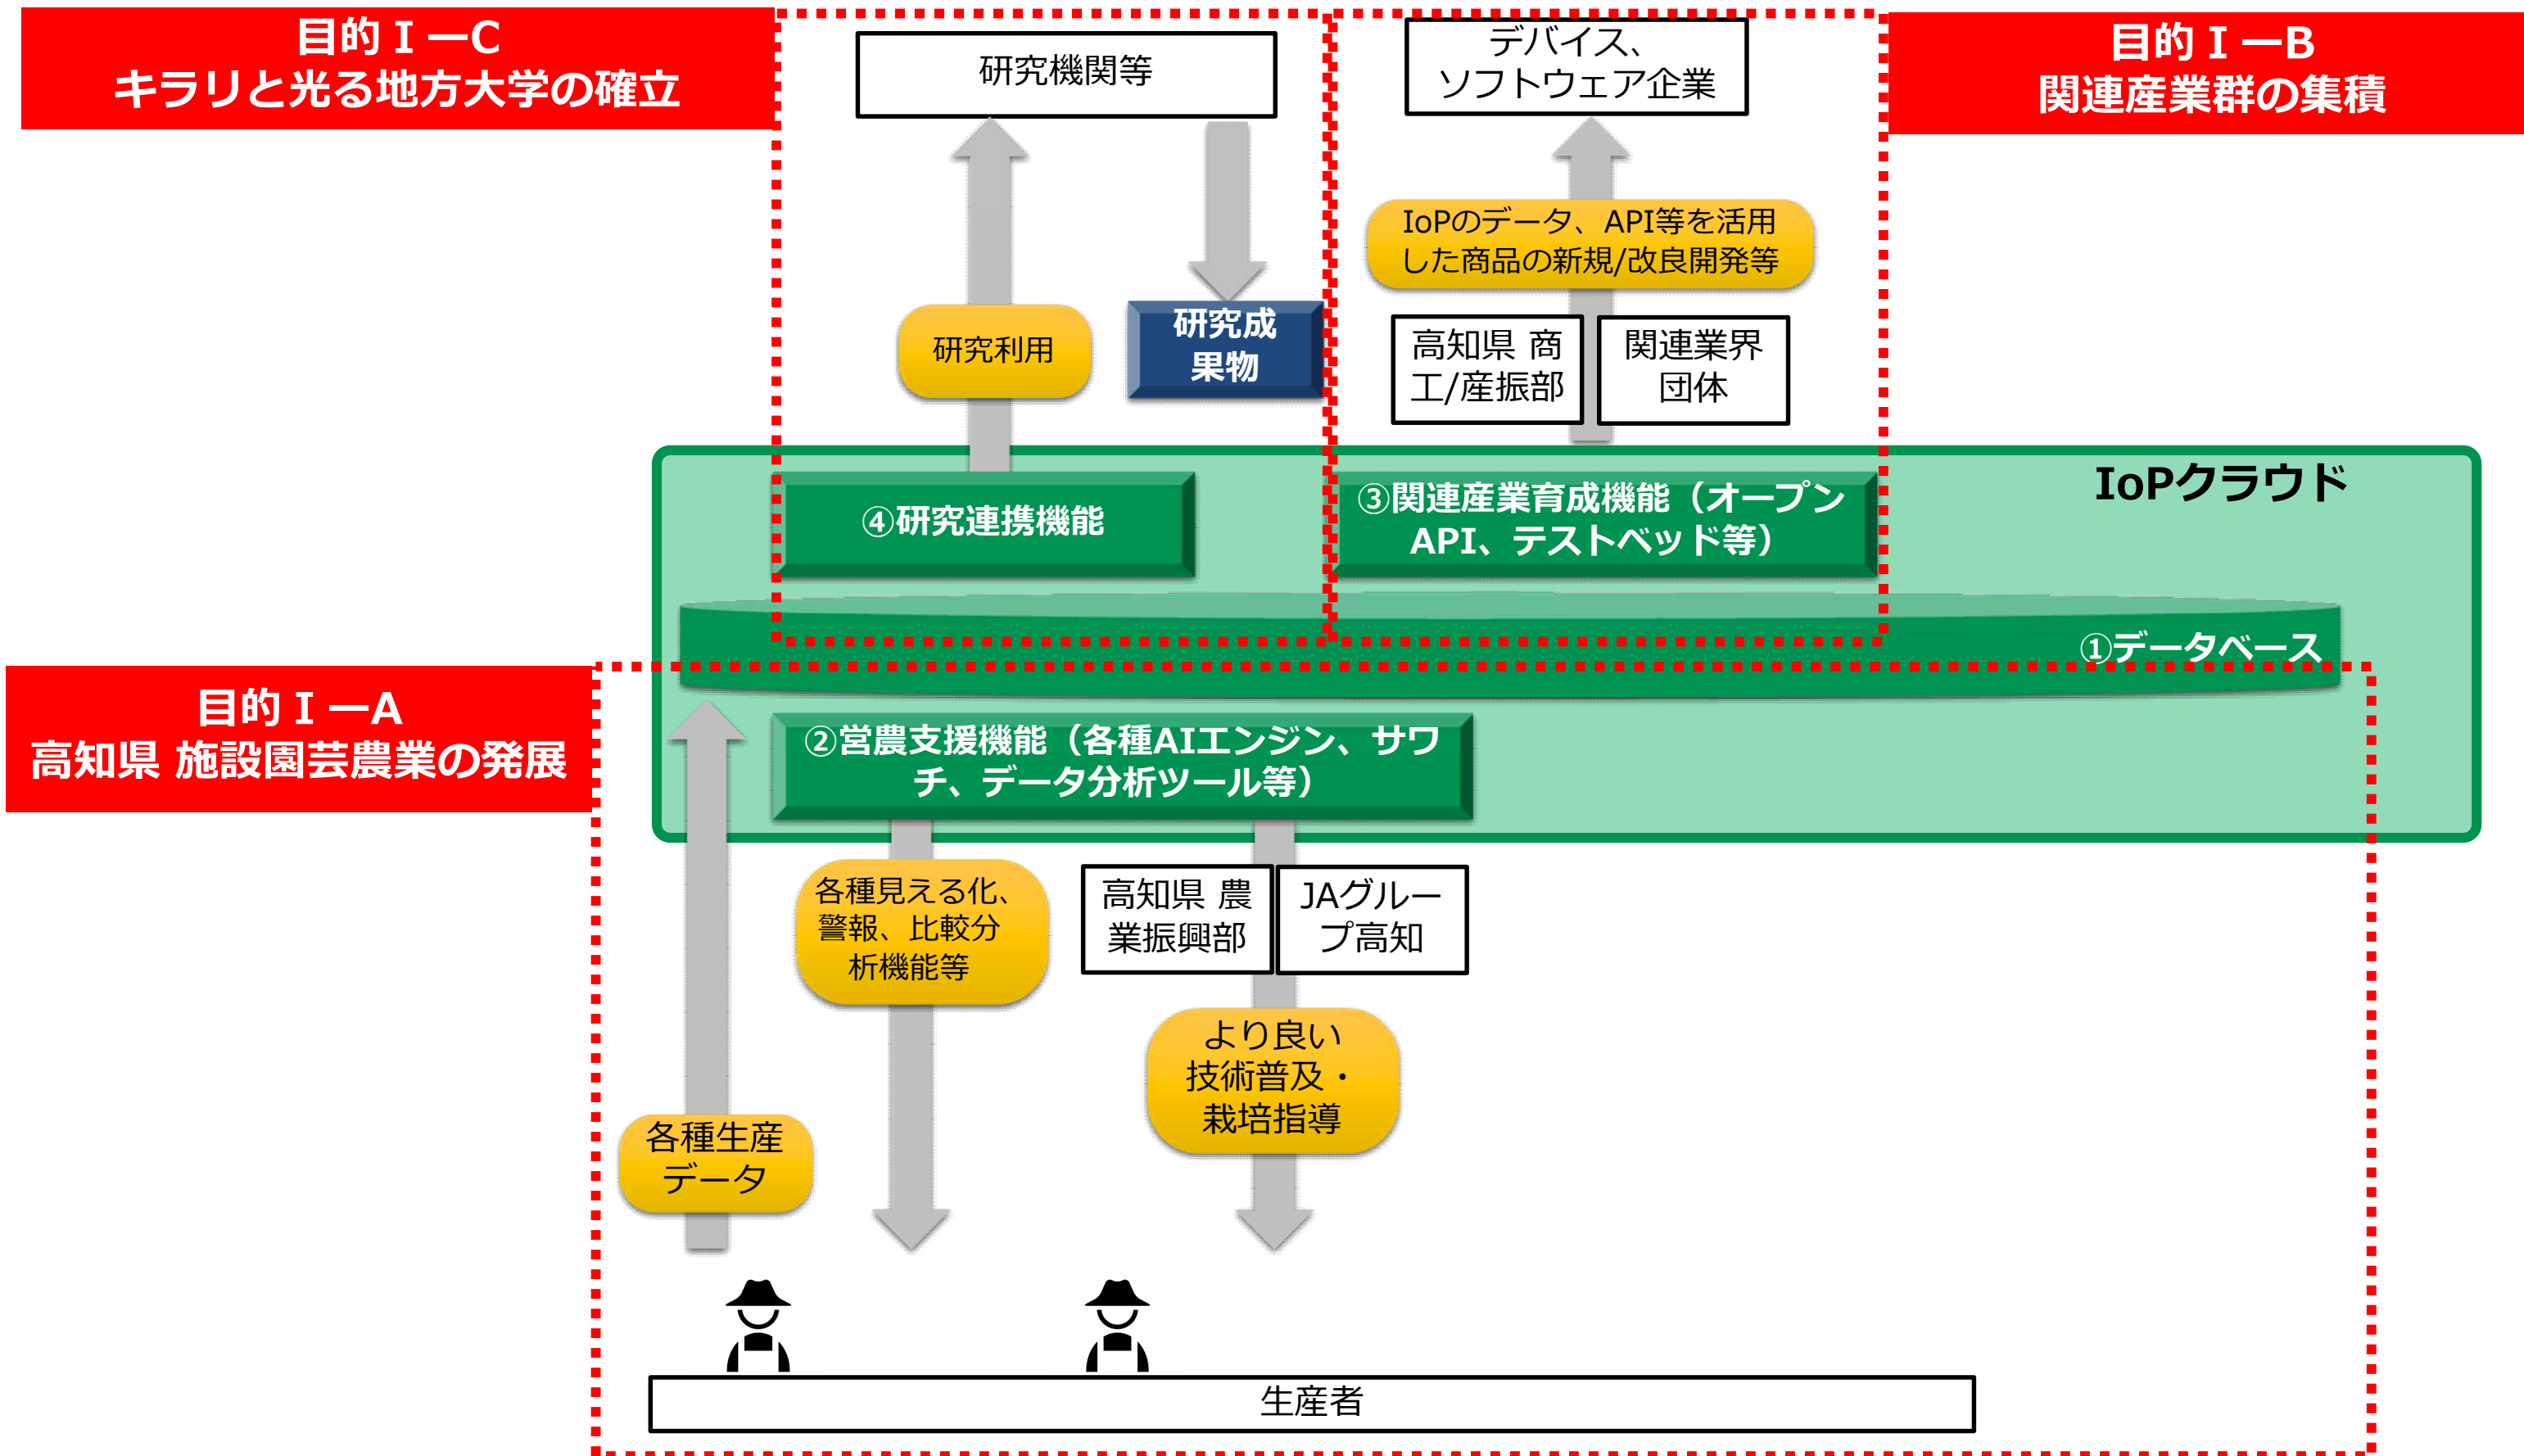 目的Ⅰ―C
キラリと光る地方大学の確立
研究機関等
デバイス、
ソフトウェア企業
目的Ⅰ―B
関連産業群の集積
IoPのデータ、API等を活用
した商品の新規/改良開発等
研究利用
研究成
果物
高知県 商
工/産振部
関連業界
団体
IoPクラウド
④研究連携機能
③関連産業育成機能（オープン
API、テストベッド等）
①データベース
目的Ⅰ―A
高知県 施設園芸農業の発展
②営農支援機能（各種AIエンジン、サワ
チ、データ分析ツール等）
各種見える化、
警報、比較分
析機能等
高知県 農
業振興部
JAグルー
プ高知
より良い
技術普及・
栽培指導
各種生産
データ
生産者